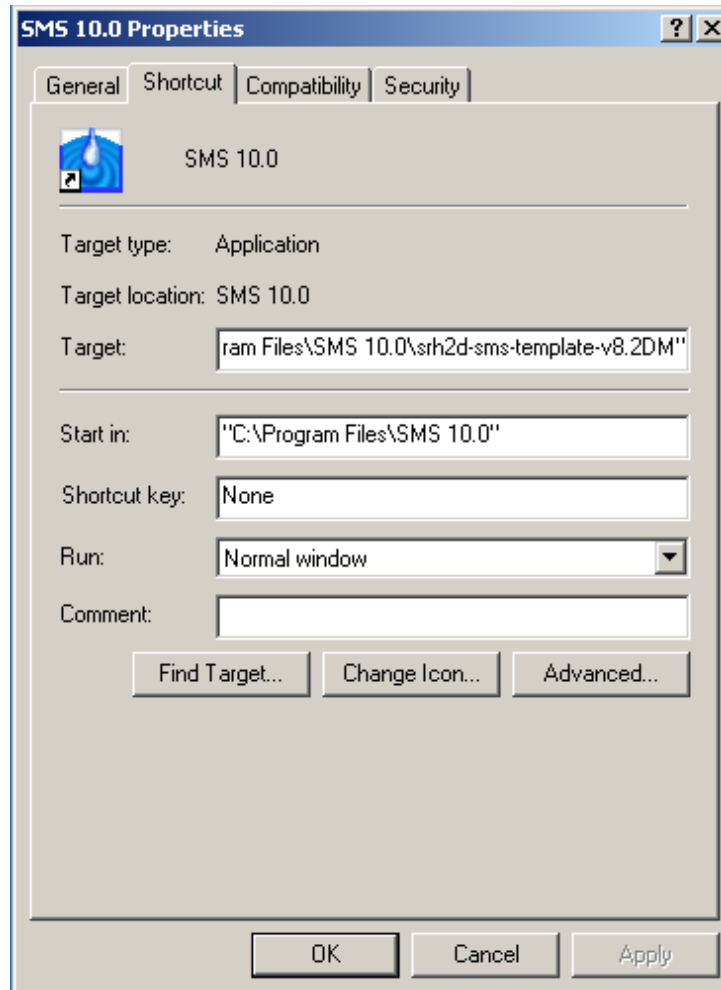 SMS 10.0 Properties
General Shortcut Compatibility Security
SMS 10.0
Target type: Application
Target location: SMS 10.0
Target: ram Files\SMS 10.0\srh2d-sms-template-v8.2DM"
Start in: "C:\Program Files\SMS 10.0"
Shortcut key: None
Run: Normal window
Comment:
Find Target... Change Icon... Advanced...
OK Cancel Apply